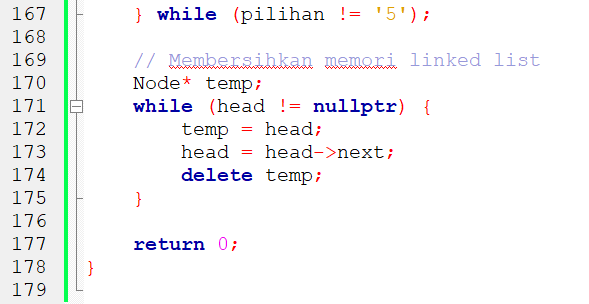 167 } while (pilihan != '5');
168
169 // Membersihkan memori linked list
170 Node* temp;
171 while (head != nullptr) {
172 temp = head;
173 head = head->next;
174 delete temp;
175 }
176
177 return 0;
178 }
179